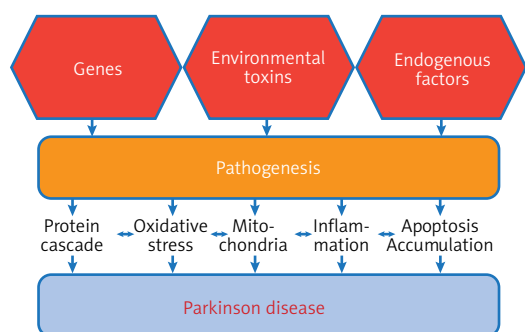 Genes
Environmental
toxins
Endogenous
factors
Pathogenesis
Protein
cascade
Oxidative
stress
Mito-
chondria
Inflam-
mation
Apoptosis
Accumulation
Parkinson disease